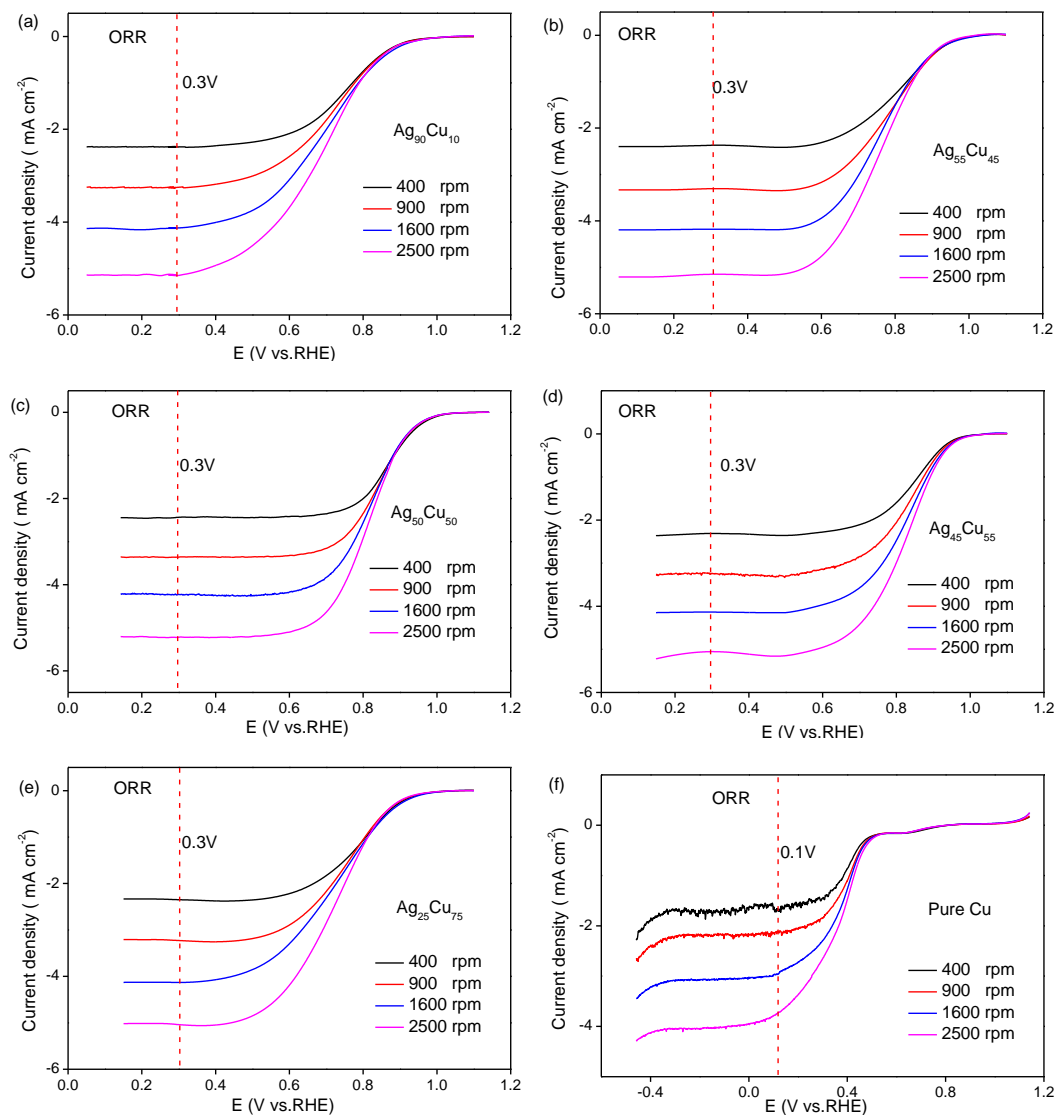 (a)
ORR
0.3V
Ag90Cu10
400 rpm
900 rpm
1600 rpm
2500 rpm
Current density ( mA cm-2)
0
-2
-4
-6
0.0 0.2 0.4 0.6 0.8 1.0 1.2
E (V vs.RHE)
(b)
ORR
0.3V
Ag55Cu45
400 rpm
900 rpm
1600 rpm
2500 rpm
Current density ( mA cm-2)
0
-2
-4
-6
0.0 0.2 0.4 0.6 0.8 1.0 1.2
E (V vs.RHE)
(c)
ORR
0.3V
Ag50Cu50
400 rpm
900 rpm
1600 rpm
2500 rpm
Current density ( mA cm-2)
0
-2
-4
-6
0.0 0.2 0.4 0.6 0.8 1.0 1.2
E (V vs.RHE)
(d)
ORR
0.3V
Ag45Cu55
400 rpm
900 rpm
1600 rpm
2500 rpm
Current density ( mA cm-2)
0
-2
-4
-6
0.0 0.2 0.4 0.6 0.8 1.0 1.2
E (V vs.RHE)
(e)
ORR
0.3V
Ag25Cu75
400 rpm
900 rpm
1600 rpm
2500 rpm
Current density ( mA cm-2)
0
-2
-4
-6
0.0 0.2 0.4 0.6 0.8 1.0 1.2
E (V vs.RHE)
(f)
ORR
0.1V
Pure Cu
400 rpm
900 rpm
1600 rpm
2500 rpm
Current density ( mA cm-2)
0
-2
-4
-0.4 0.0 0.4 0.8 1.2
E (V vs.RHE)